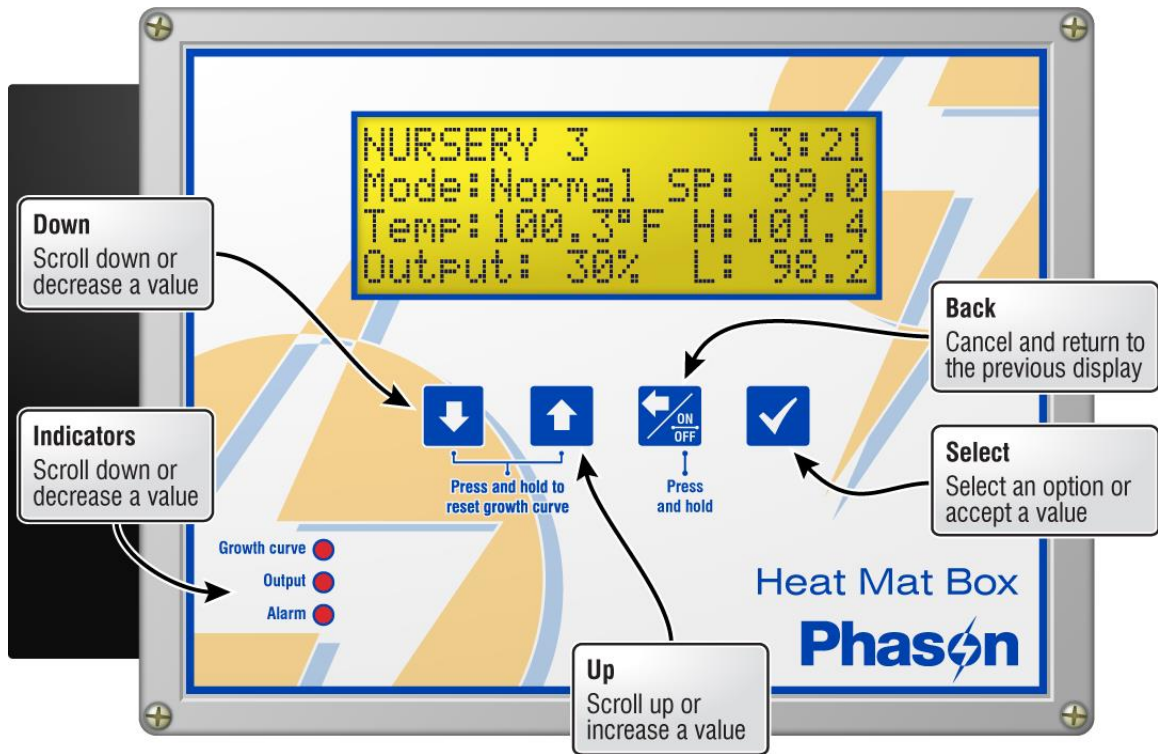 NURSERY 3 13:21
Mode:Normal SP: 99.0
Temp:100.3°F H:101.4
Output: 30% L: 98.2
Down
Scroll down or
decrease a value
Back
Cancel and return to
the previous display
Indicators
Scroll down or
decrease a value
ON
OFF
Select
Select an option or
accept a value
Press and hold to
reset growth curve
Press
and hold
Growth curve
Output
Alarm
Up
Scroll up or
increase a value
Heat Mat Box
Phason